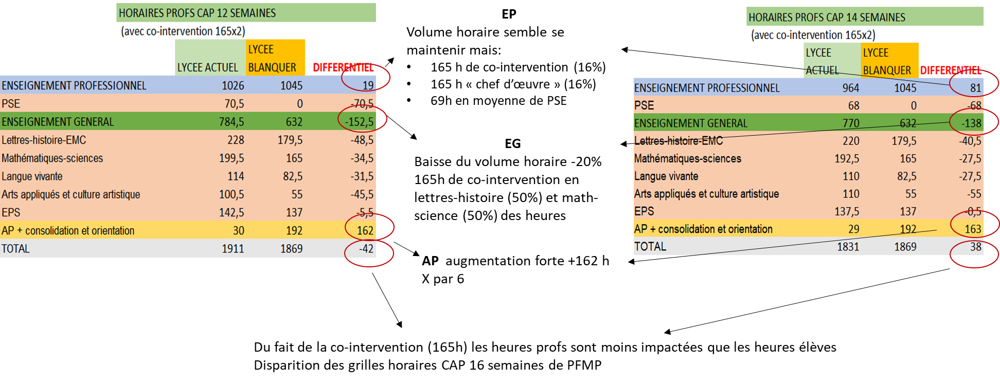 HORAIRES PROFS CAP 12 SEMAINES
(avec co-intervention 165x2)
LYCEE ACTUEL LYCEE BLANQUER DIFFERENTIEL
ENSEIGNEMENT PROFESSIONNEL 1026 1045 19
PSE 70,5 0 -70,5
ENSEIGNEMENT GENERAL 784,5 632 -152,5
Lettres-histoire-EMC 228 179,5 -48,5
Mathématiques-sciences 199,5 165 -34,5
Langue vivante 114 82,5 -31,5
Arts appliqués et culture artistique 100,5 55 -45,5
EPS 142,5 137 -5,5
AP + consolidation et orientation 30 192 162
TOTAL 1911 1869 -42
EP
Volume horaire semble se
maintenir mais:
• 165 h de co-intervention (16%)
• 165 h « chef d’œuvre » (16%)
• 69h en moyenne de PSE
EG
Baisse du volume horaire -20%
165h de co-intervention en
lettres-histoire (50%) et math-
science (50%) des heures
AP augmentation forte +162 h
X par 6
HORAIRES PROFS CAP 14 SEMAINES
(avec co-intervention 165x2)
LYCEE ACTUEL LYCEE BLANQUER DIFFERENTIEL
ENSEIGNEMENT PROFESSIONNEL 964 1045 81
PSE 68 0 -68
ENSEIGNEMENT GENERAL 770 632 -138
Lettres-histoire-EMC 220 179,5 -40,5
Mathématiques-sciences 192,5 165 -27,5
Langue vivante 110 82,5 -27,5
Arts appliqués et culture artistique 110 55 -55
EPS 137,5 137 -0,5
AP + consolidation et orientation 29 192 163
TOTAL 1831 1869 38
Du fait de la co-intervention (165h) les heures profs sont moins impactées que les heures élèves
Disparition des grilles horaires CAP 16 semaines de PFMP